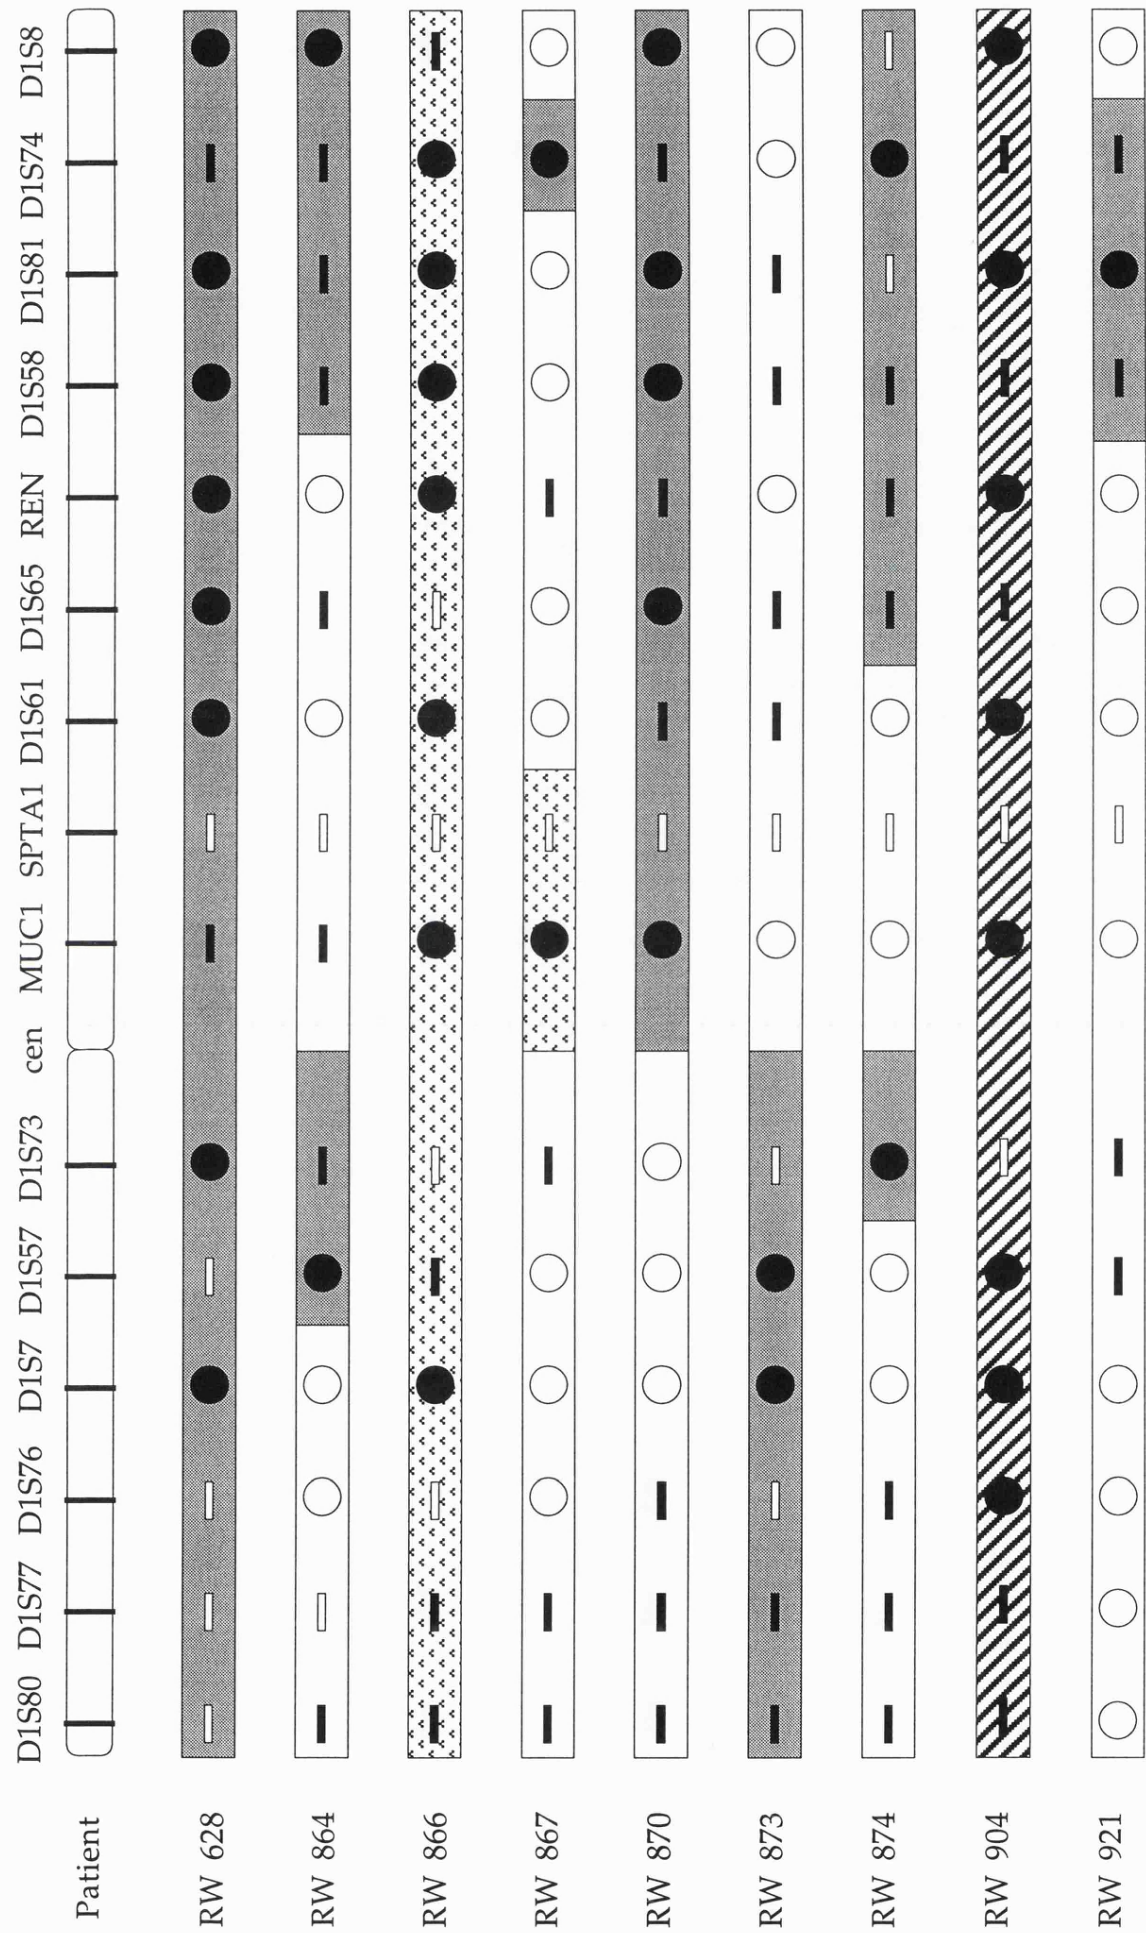 Patient D1S80 D1S77 D1S76 D1S7 D1S57 D1S73 cen MUC1 SPTA1 D1S61 D1S65 REN D1S58 D1S81 D1S74 D1S8
RW 628
RW 864
RW 866
RW 867
RW 870
RW 873
RW 874
RW 904
RW 921